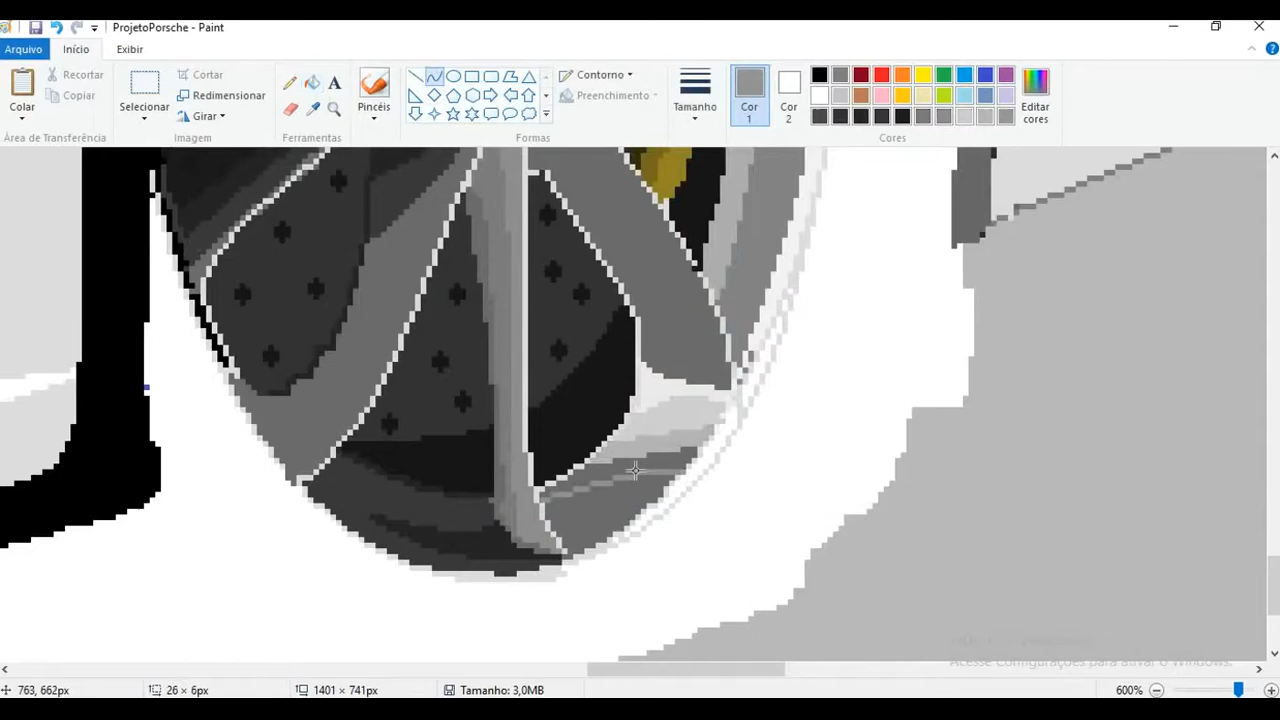 ProjetoPorsche - Paint
Arquivo Início Exibir
Colar
Recortar
Copiar
Área de Transferência
Selecionar
Cortar
Redimensionar
Girar
Imagem
Ferramentas
Pincéis
Contorno
Preenchimento
Formas
Tamanho
Cor 1
Cor 2
Editar cores
Cores
Acesse Configurações para ativar o Windows.
763, 662px
26 × 6px
1401 × 741px
Tamanho: 3,0MB
600%